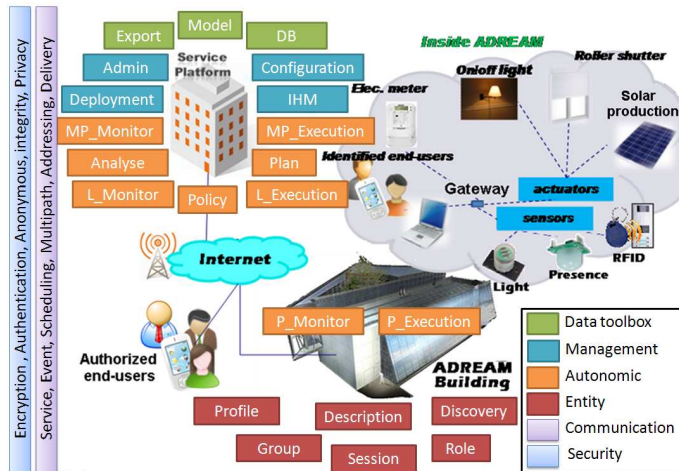 Encryption , Authentication, Anonymous, integrity, Privacy
Service, Event, Scheduling, Multipath, Addressing, Delivery
Model
Export
DB
Service
Platform
Admin
Configuration
Deployment
IHM
MP_Monitor
MP_Execution
Analyse
Plan
L_Monitor
L_Execution
Policy
Internet
Authorized
end-users
Inside ADREAM
Roller shutter
On/off light
Elec. meter
Solar
production
Identified end-users
Gateway
actuators
sensors
RFID
Presence
Light
P_Monitor
P_Execution
ADREAM
Building
Profile
Description
Discovery
Group
Session
Role
Data toolbox
Management
Autonomic
Entity
Communication
Security